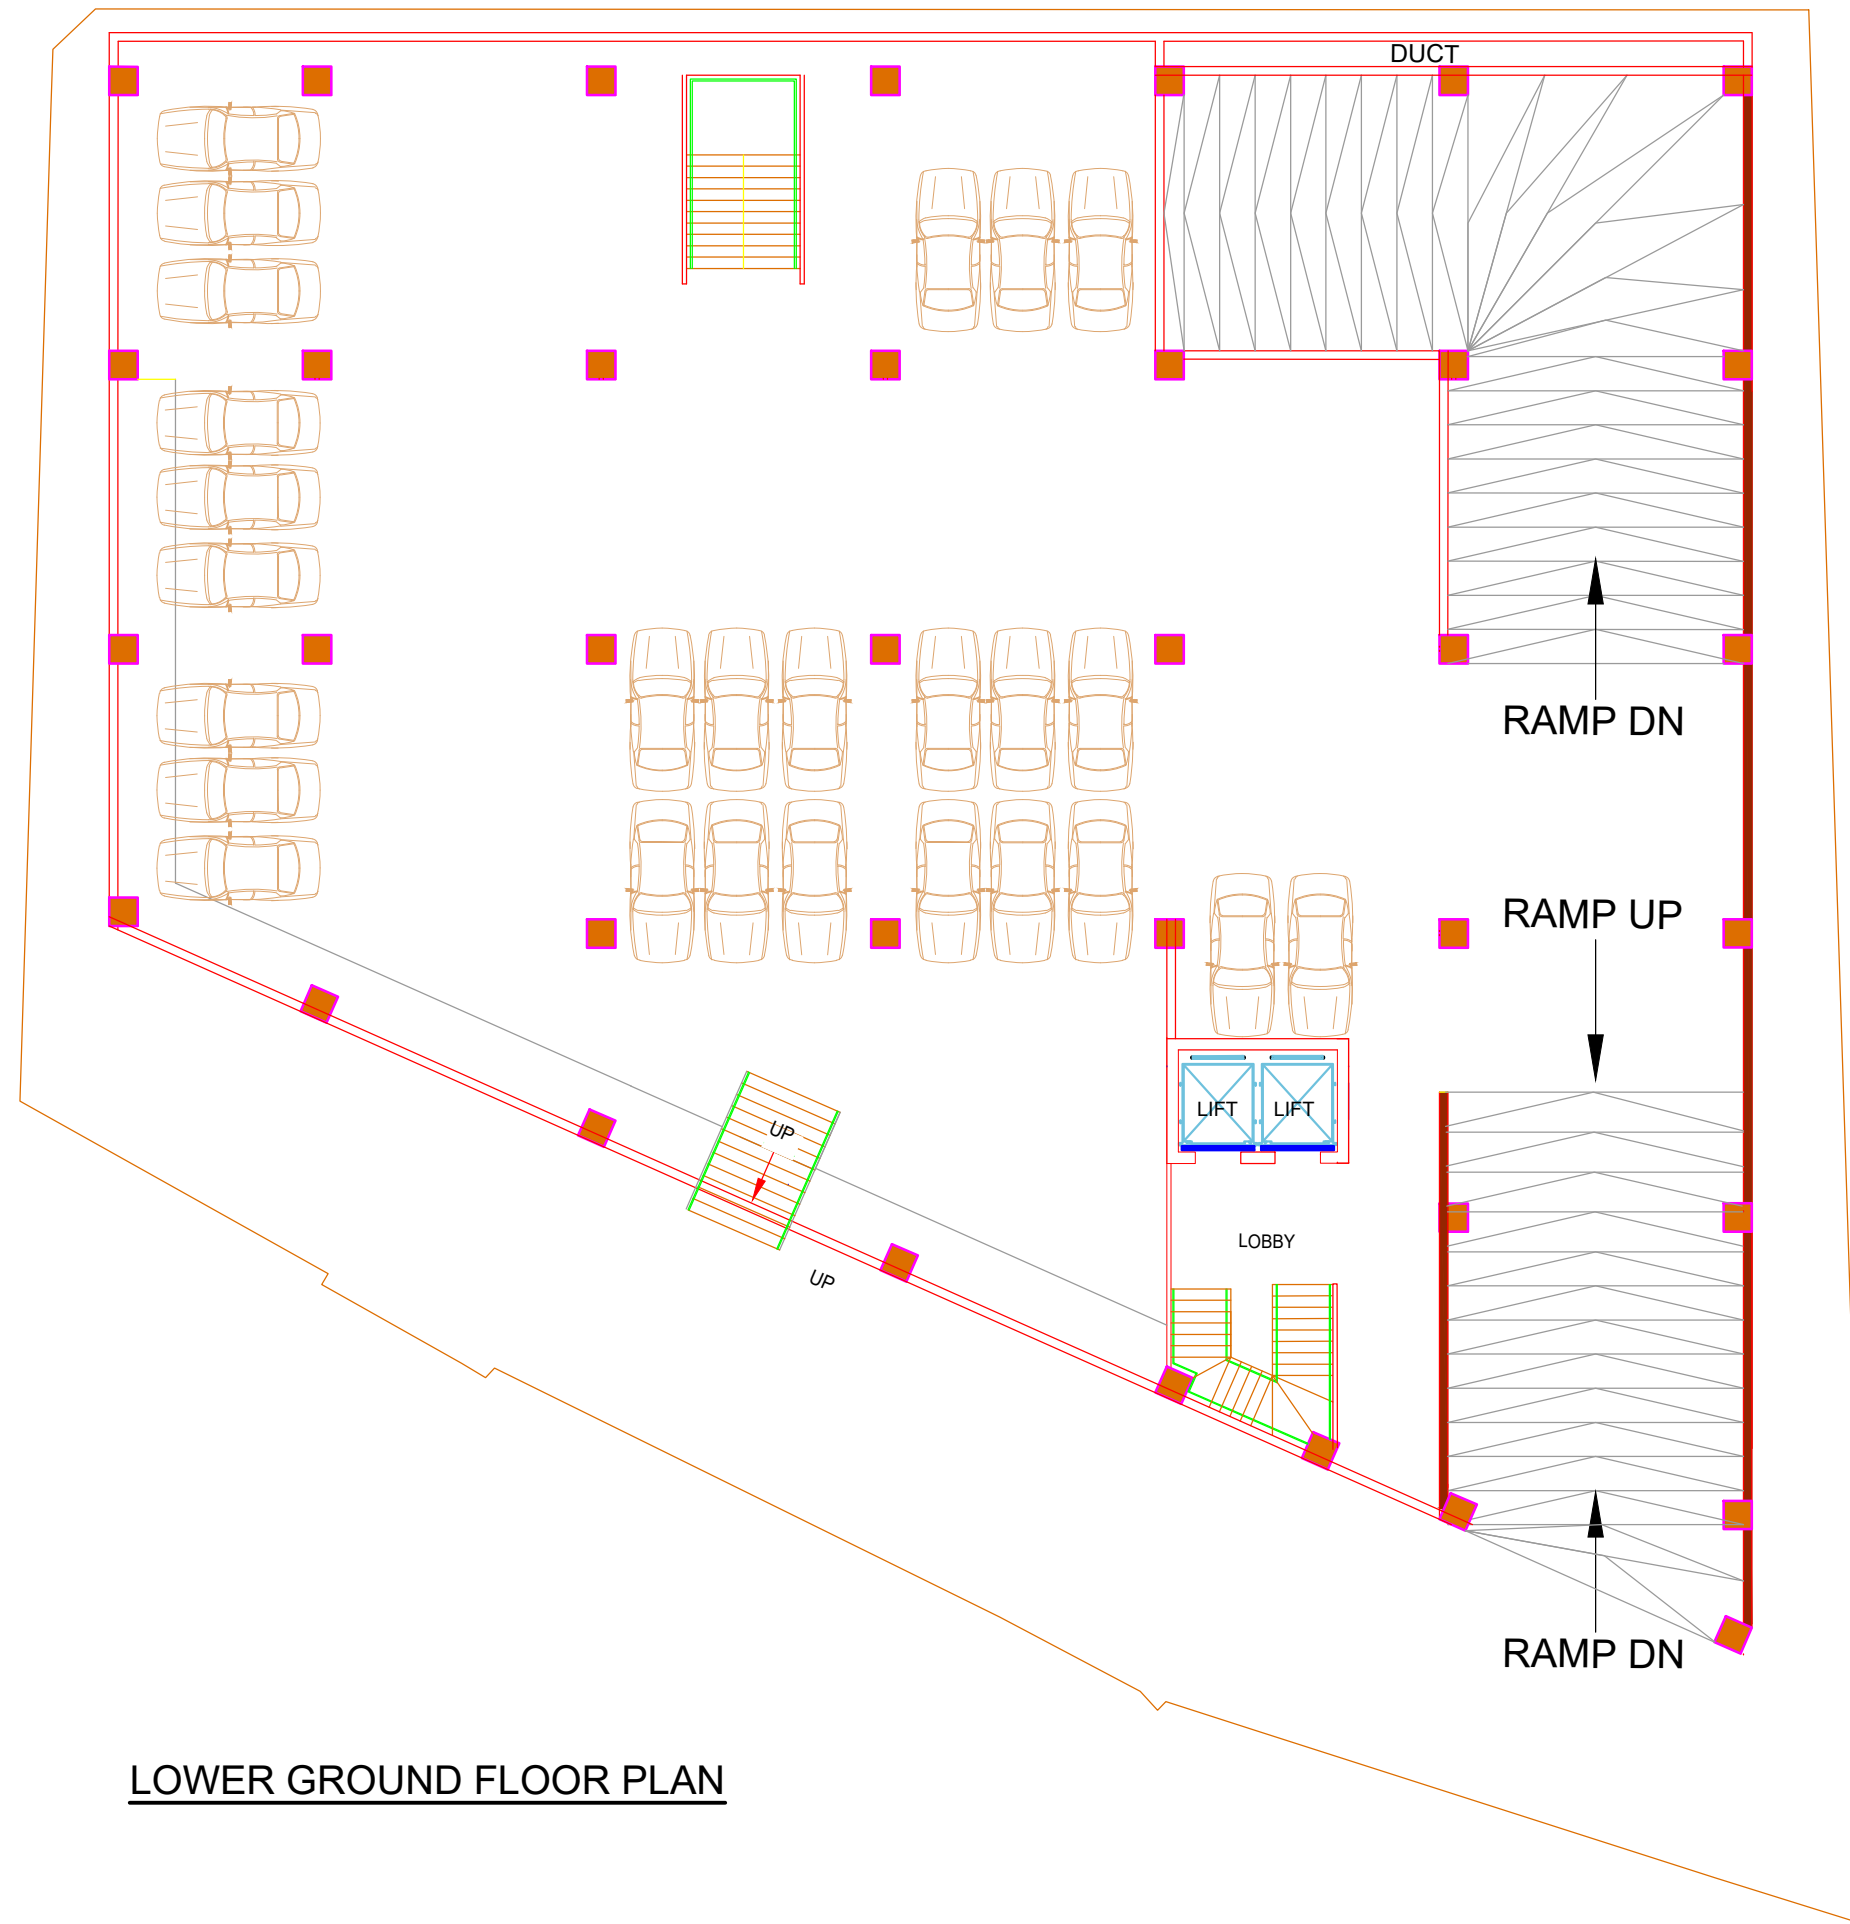 DUCT
RAMP DN
RAMP UP
LIFT LIFT
UP
LOBBY
UP
RAMP DN
LOWER GROUND FLOOR PLAN